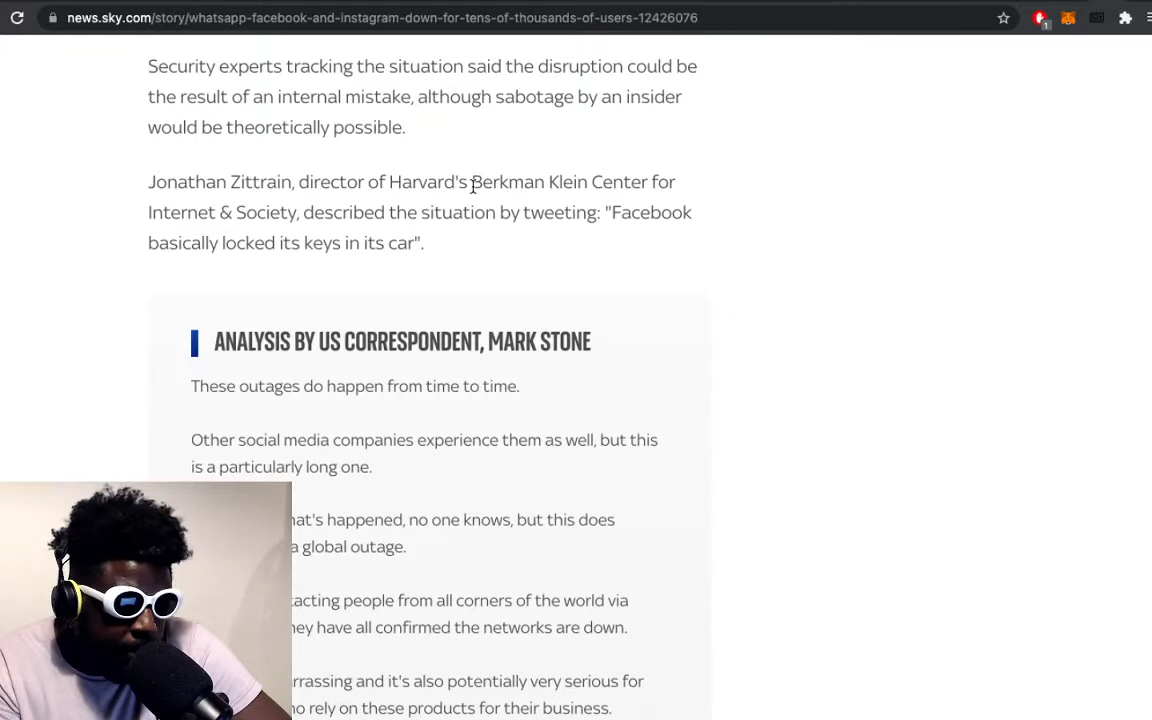 news.sky.com/story/whatsapp-facebook-and-instagram-down-for-tens-of-thousands-of-users-12426076
1
Security experts tracking the situation said the disruption could be
the result of an internal mistake, although sabotage by an insider
would be theoretically possible.
Jonathan Zittrain, director of Harvard's Berkman Klein Center for
Internet & Society, described the situation by tweeting: "Facebook
basically locked its keys in its car".
ANALYSIS BY US CORRESPONDENT, MARK STONE
These outages do happen from time to time.
Other social media companies experience them as well, but this
is a particularly long one.
hat's happened, no one knows, but this does
a global outage.
tacting people from all corners of the world via
hey have all confirmed the networks are down.
rrassing and it's also potentially very serious for
ho rely on these products for their business.